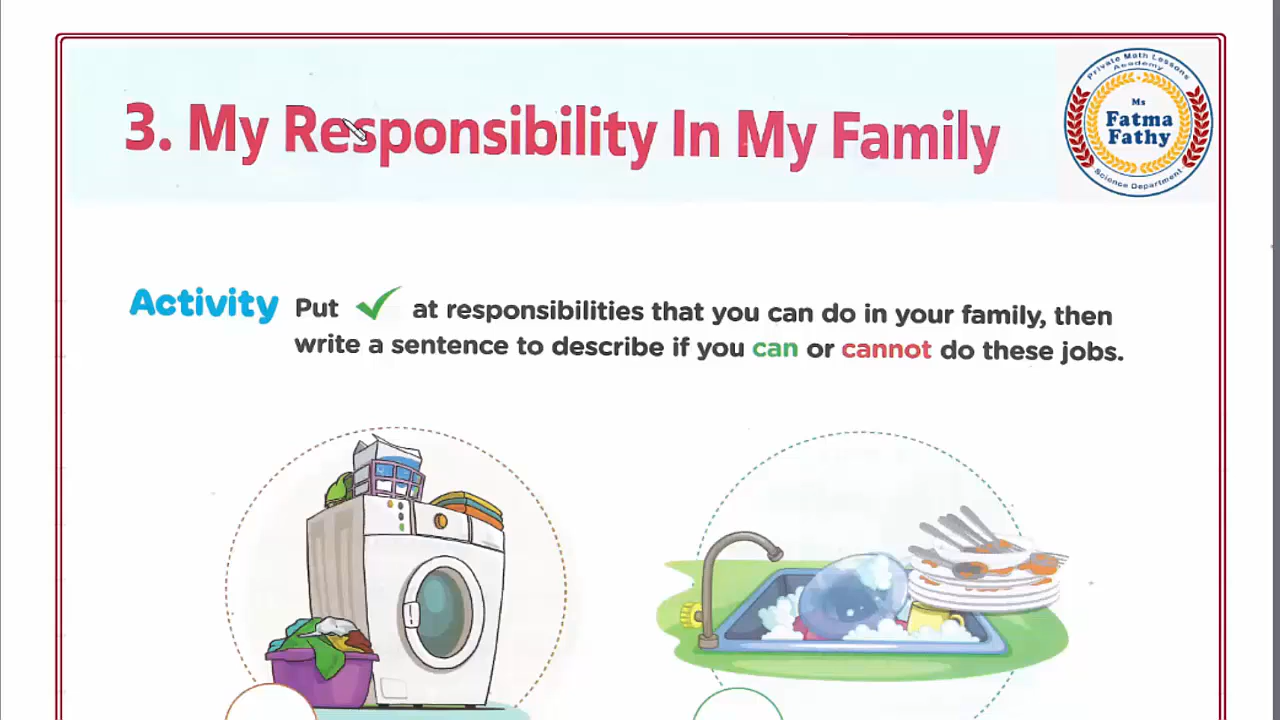 3. My Responsibility In My Family
Private Math Lessons
Academy
Ms
Fatma
Fathy
Science Department
Activity Put ✓ at responsibilities that you can do in your family, then
write a sentence to describe if you can or cannot do these jobs.